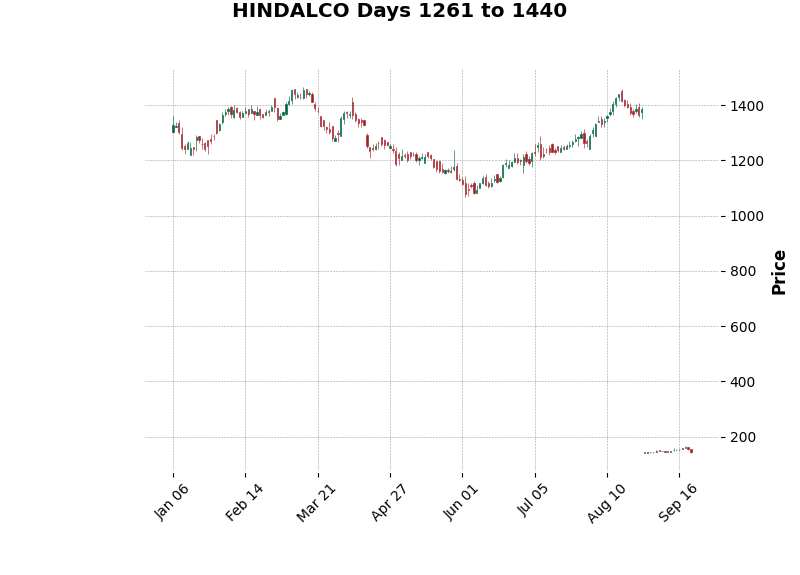 HINDALCO Days 1261 to 1440
1400
1200
1000
800
600
400
200
Price
Jan 06
Feb 14
Mar 21
Apr 27
Jun 01
Jul 05
Aug 10
Sep 16